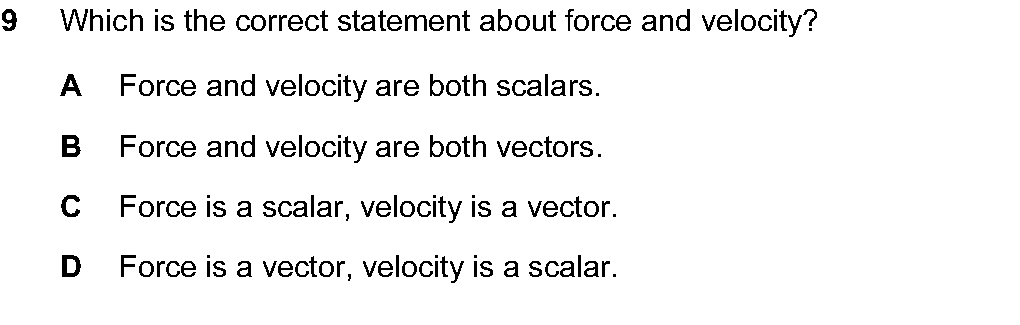 9 Which is the correct statement about force and velocity?
A Force and velocity are both scalars.
B Force and velocity are both vectors.
C Force is a scalar, velocity is a vector.
D Force is a vector, velocity is a scalar.